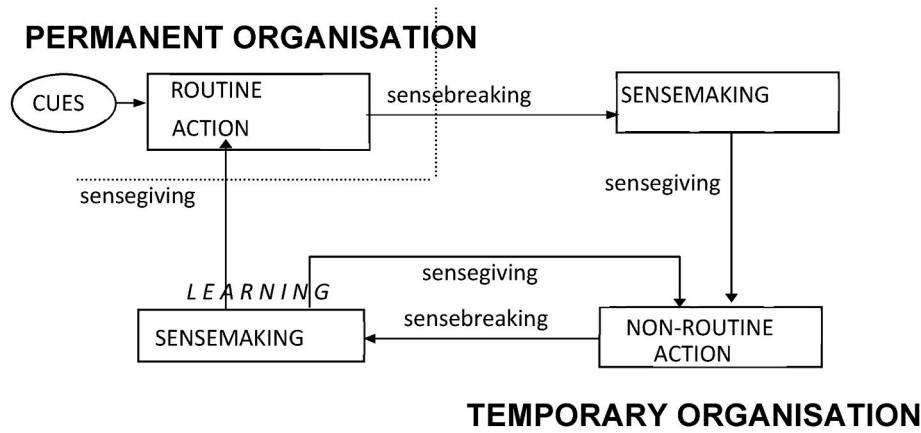 PERMANENT ORGANISATION
CUES
ROUTINE
ACTION
sensebreaking
SENSEMAKING
sensegiving
sensegiving
sensegiving
LEARNING
sensebreaking
SENSEMAKING
NON-ROUTINE
ACTION
TEMPORARY ORGANISATION